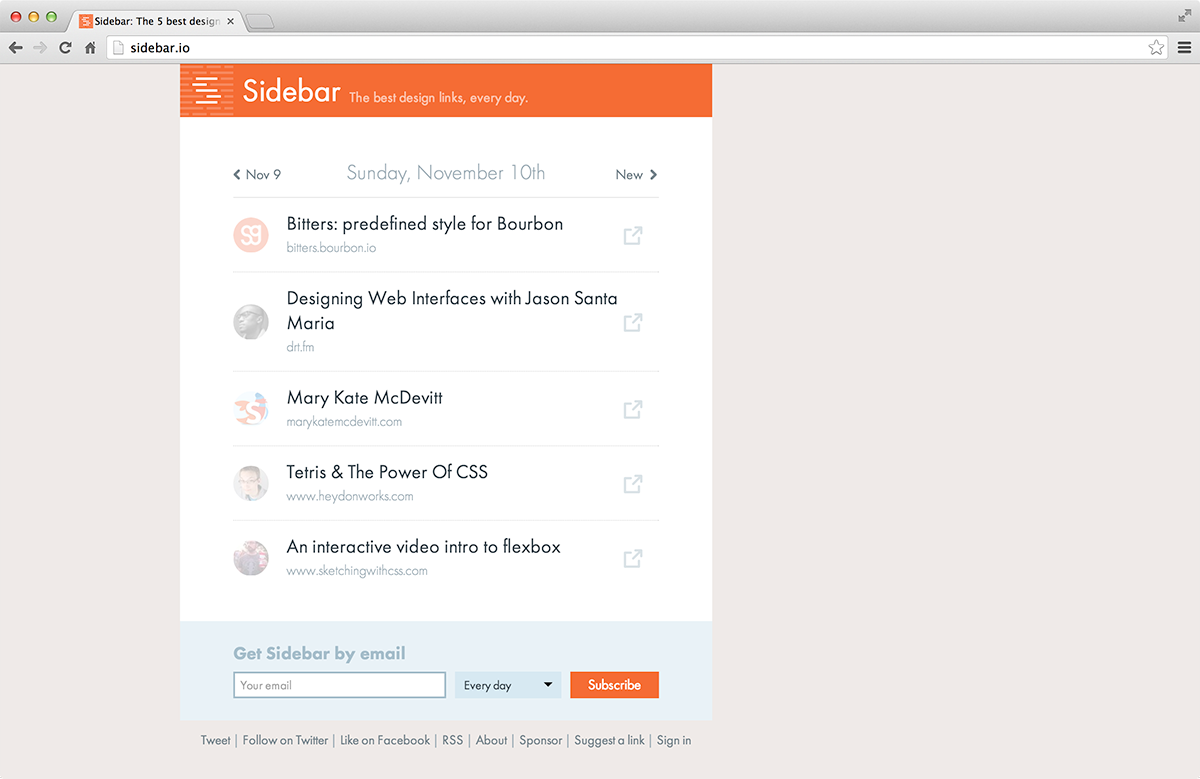 Sidebar: The 5 best design
sidebar.io
Sidebar The best design links, every day.
Nov 9 Sunday, November 10th New
Bitters: predefined style for Bourbon
bitters.bourbon.io
Designing Web Interfaces with Jason Santa
Maria
drt.fm
Mary Kate McDevitt
marykatemcdevitt.com
Tetris & The Power Of CSS
www.heydonworks.com
An interactive video intro to flexbox
www.sketchingwithcss.com
Get Sidebar by email
Your email Every day Subscribe
Tweet | Follow on Twitter | Like on Facebook | RSS | About | Sponsor | Suggest a link | Sign in